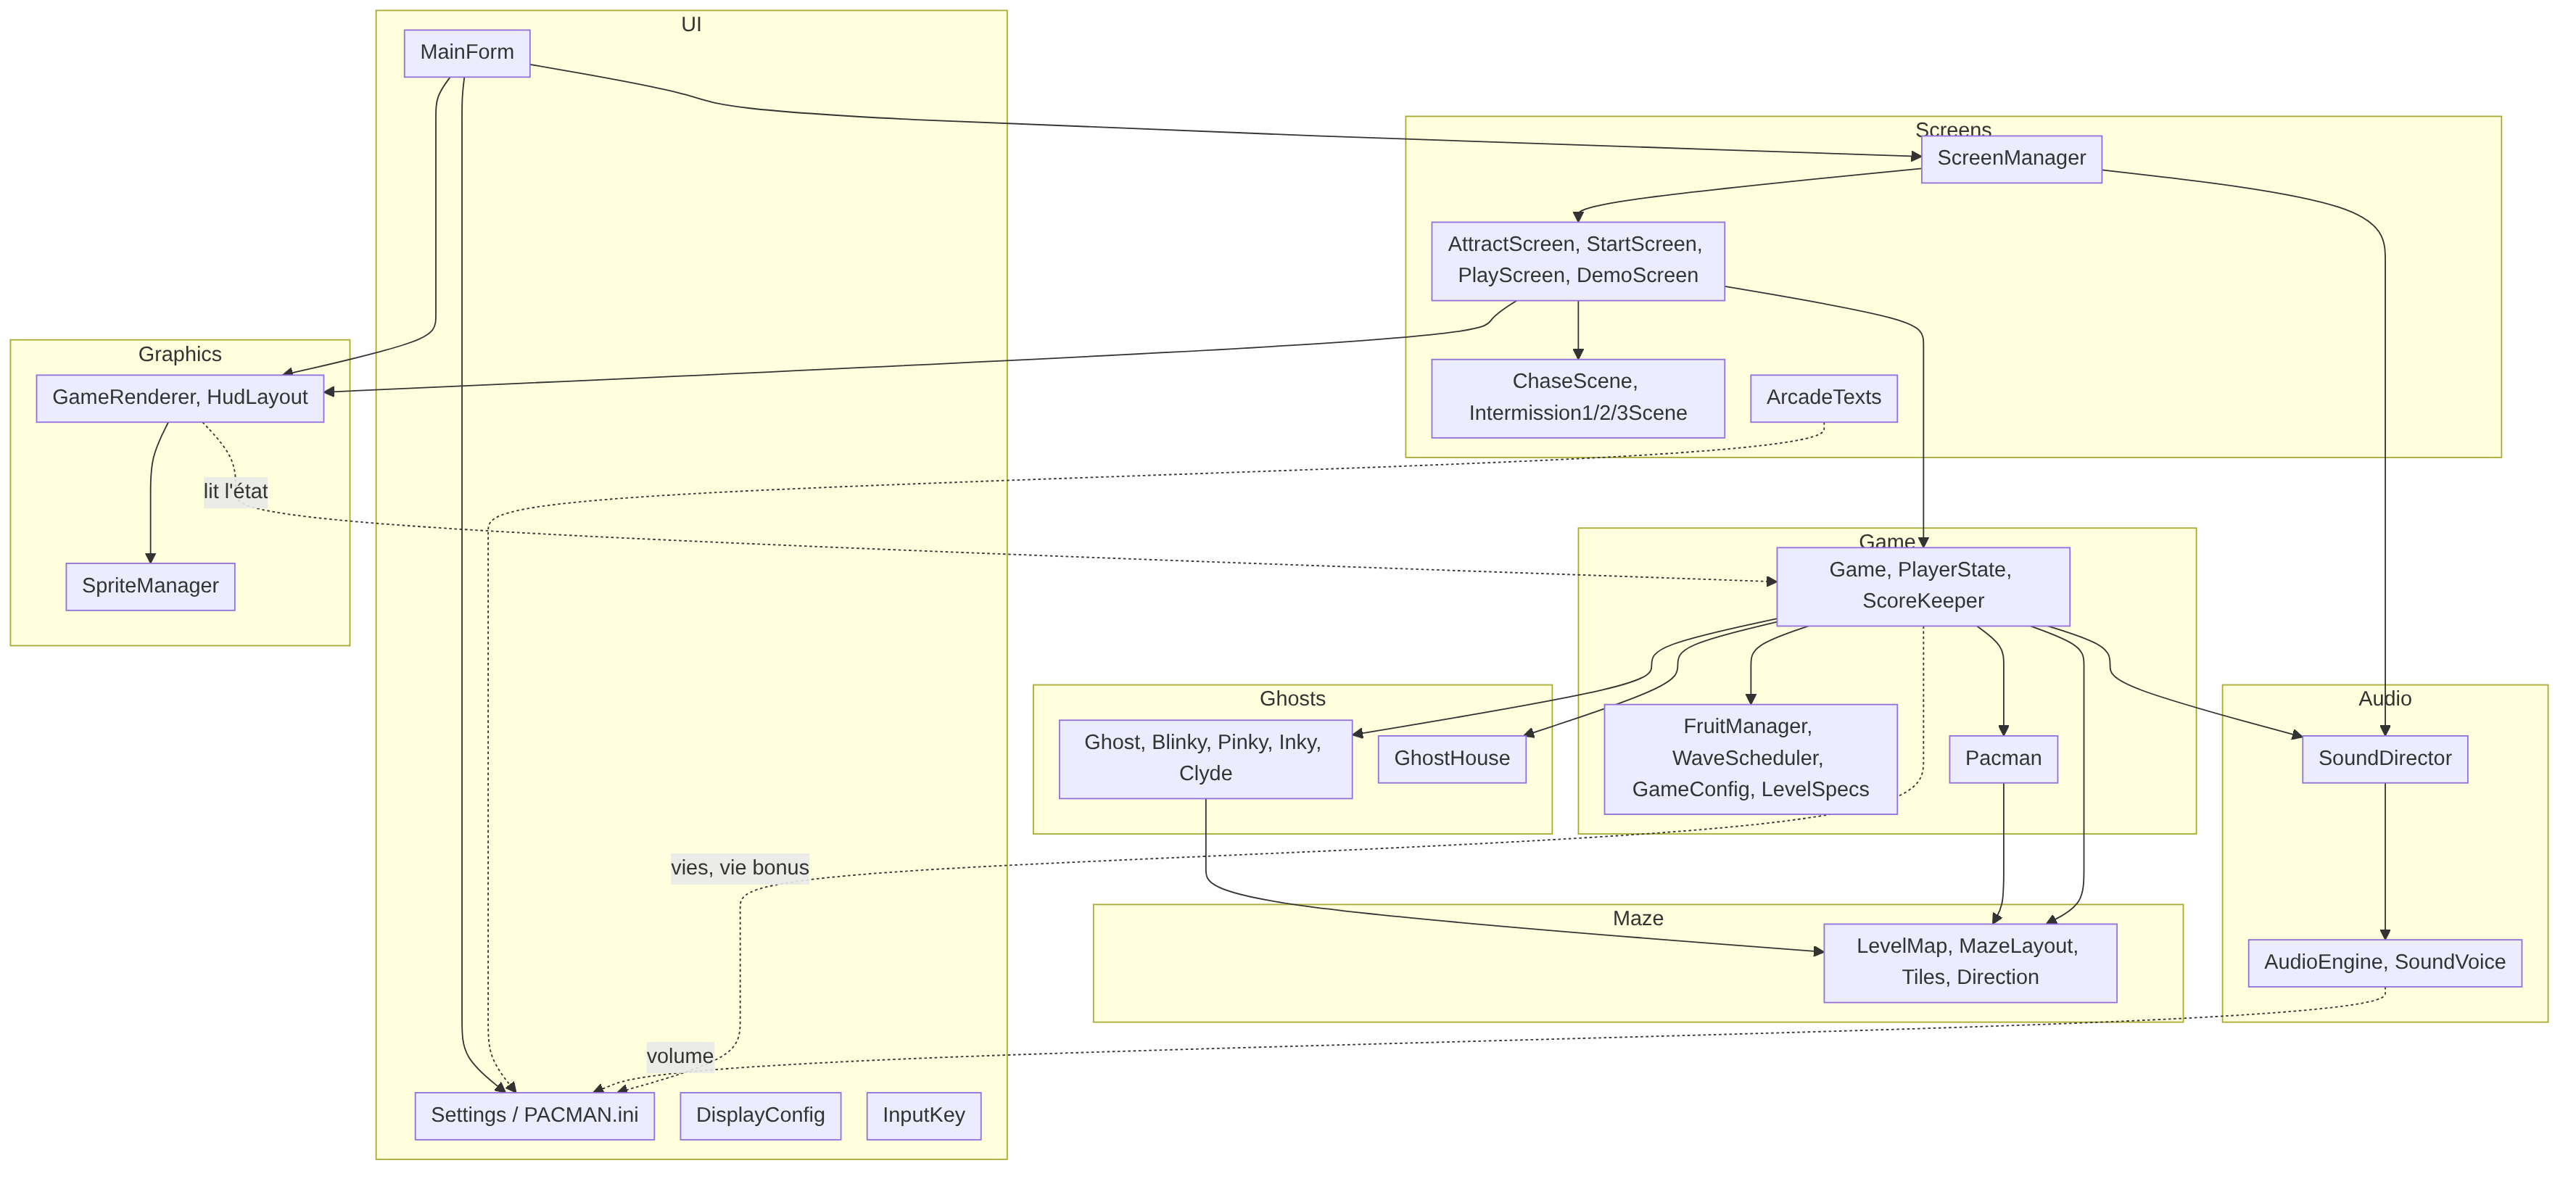 UI
MainForm
Screens
ScreenManager
AttractScreen, StartScreen,
PlayScreen, DemoScreen
Graphics
GameRenderer, HudLayout
ChaseScene,
Intermission1/2/3Scene
ArcadeTexts
lit l'état
SpriteManager
Game
Game, PlayerState,
ScoreKeeper
Ghosts
Ghost, Blinky, Pinky, Inky,
Clyde
GhostHouse
FruitManager,
WaveScheduler,
GameConfig, LevelSpecs
Pacman
Audio
SoundDirector
vies, vie bonus
Maze
LevelMap, MazeLayout,
Tiles, Direction
AudioEngine, SoundVoice
volume
Settings / PACMAN.ini
DisplayConfig
InputKey